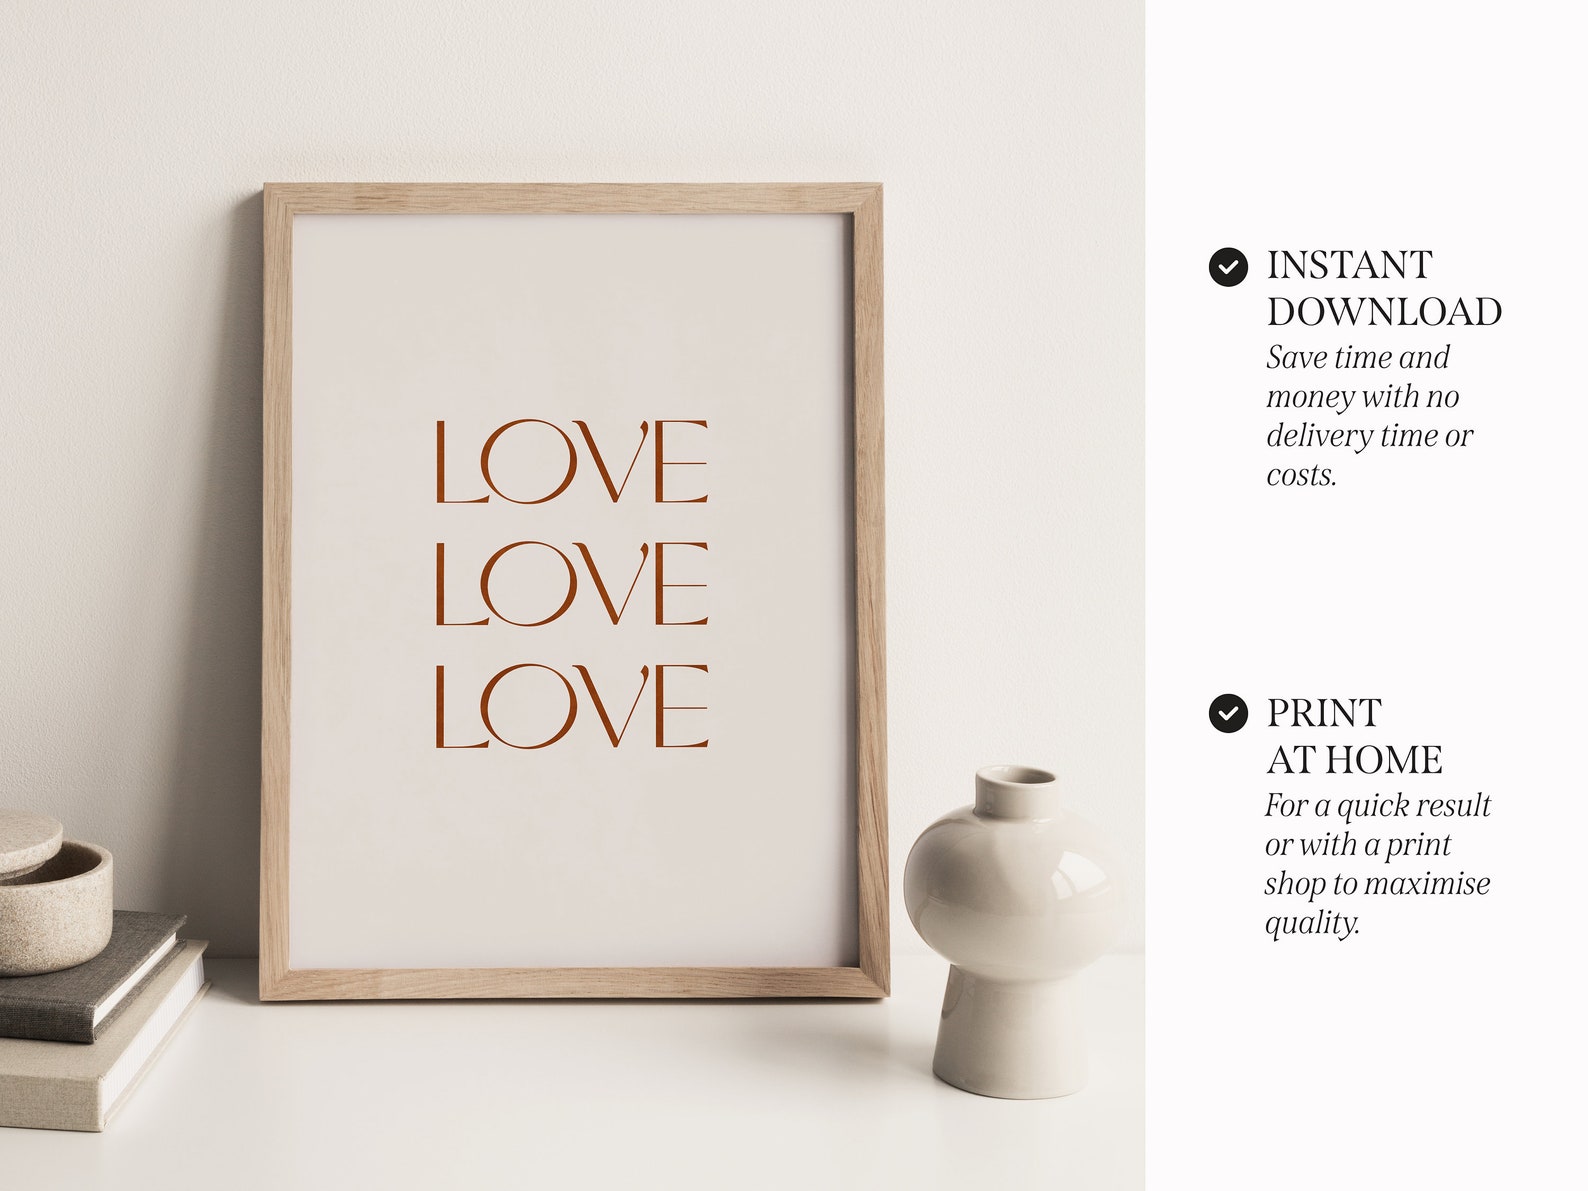 LOVE
LOVE
LOVE
INSTANT
DOWNLOAD
Save time and
money with no
delivery time or
costs.
PRINT
AT HOME
For a quick result
or with a print
shop to maximise
quality.